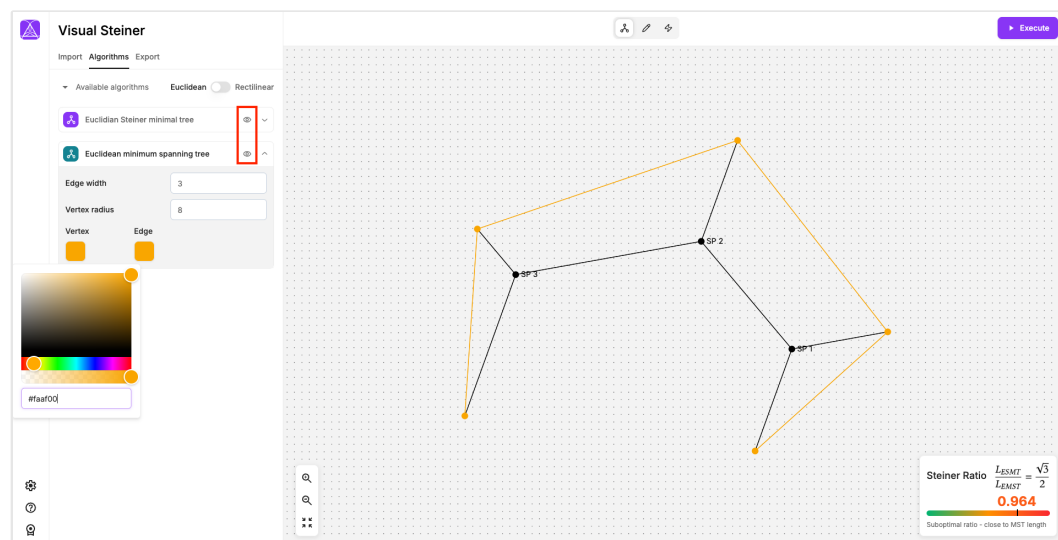 Visual Steiner
Execute
Import Algorithms Export
Available algorithms Euclidean Rectilinear
Euclidian Steiner minimal tree
Euclidean minimum spanning tree
Edge width 3
Vertex radius 8
Vertex Edge
#faaf00
SP 2
SP 3
SP 1
Steiner Ratio L_ESMT / L_EMST = √3 / 2
0.964
Suboptimal ratio - close to MST length